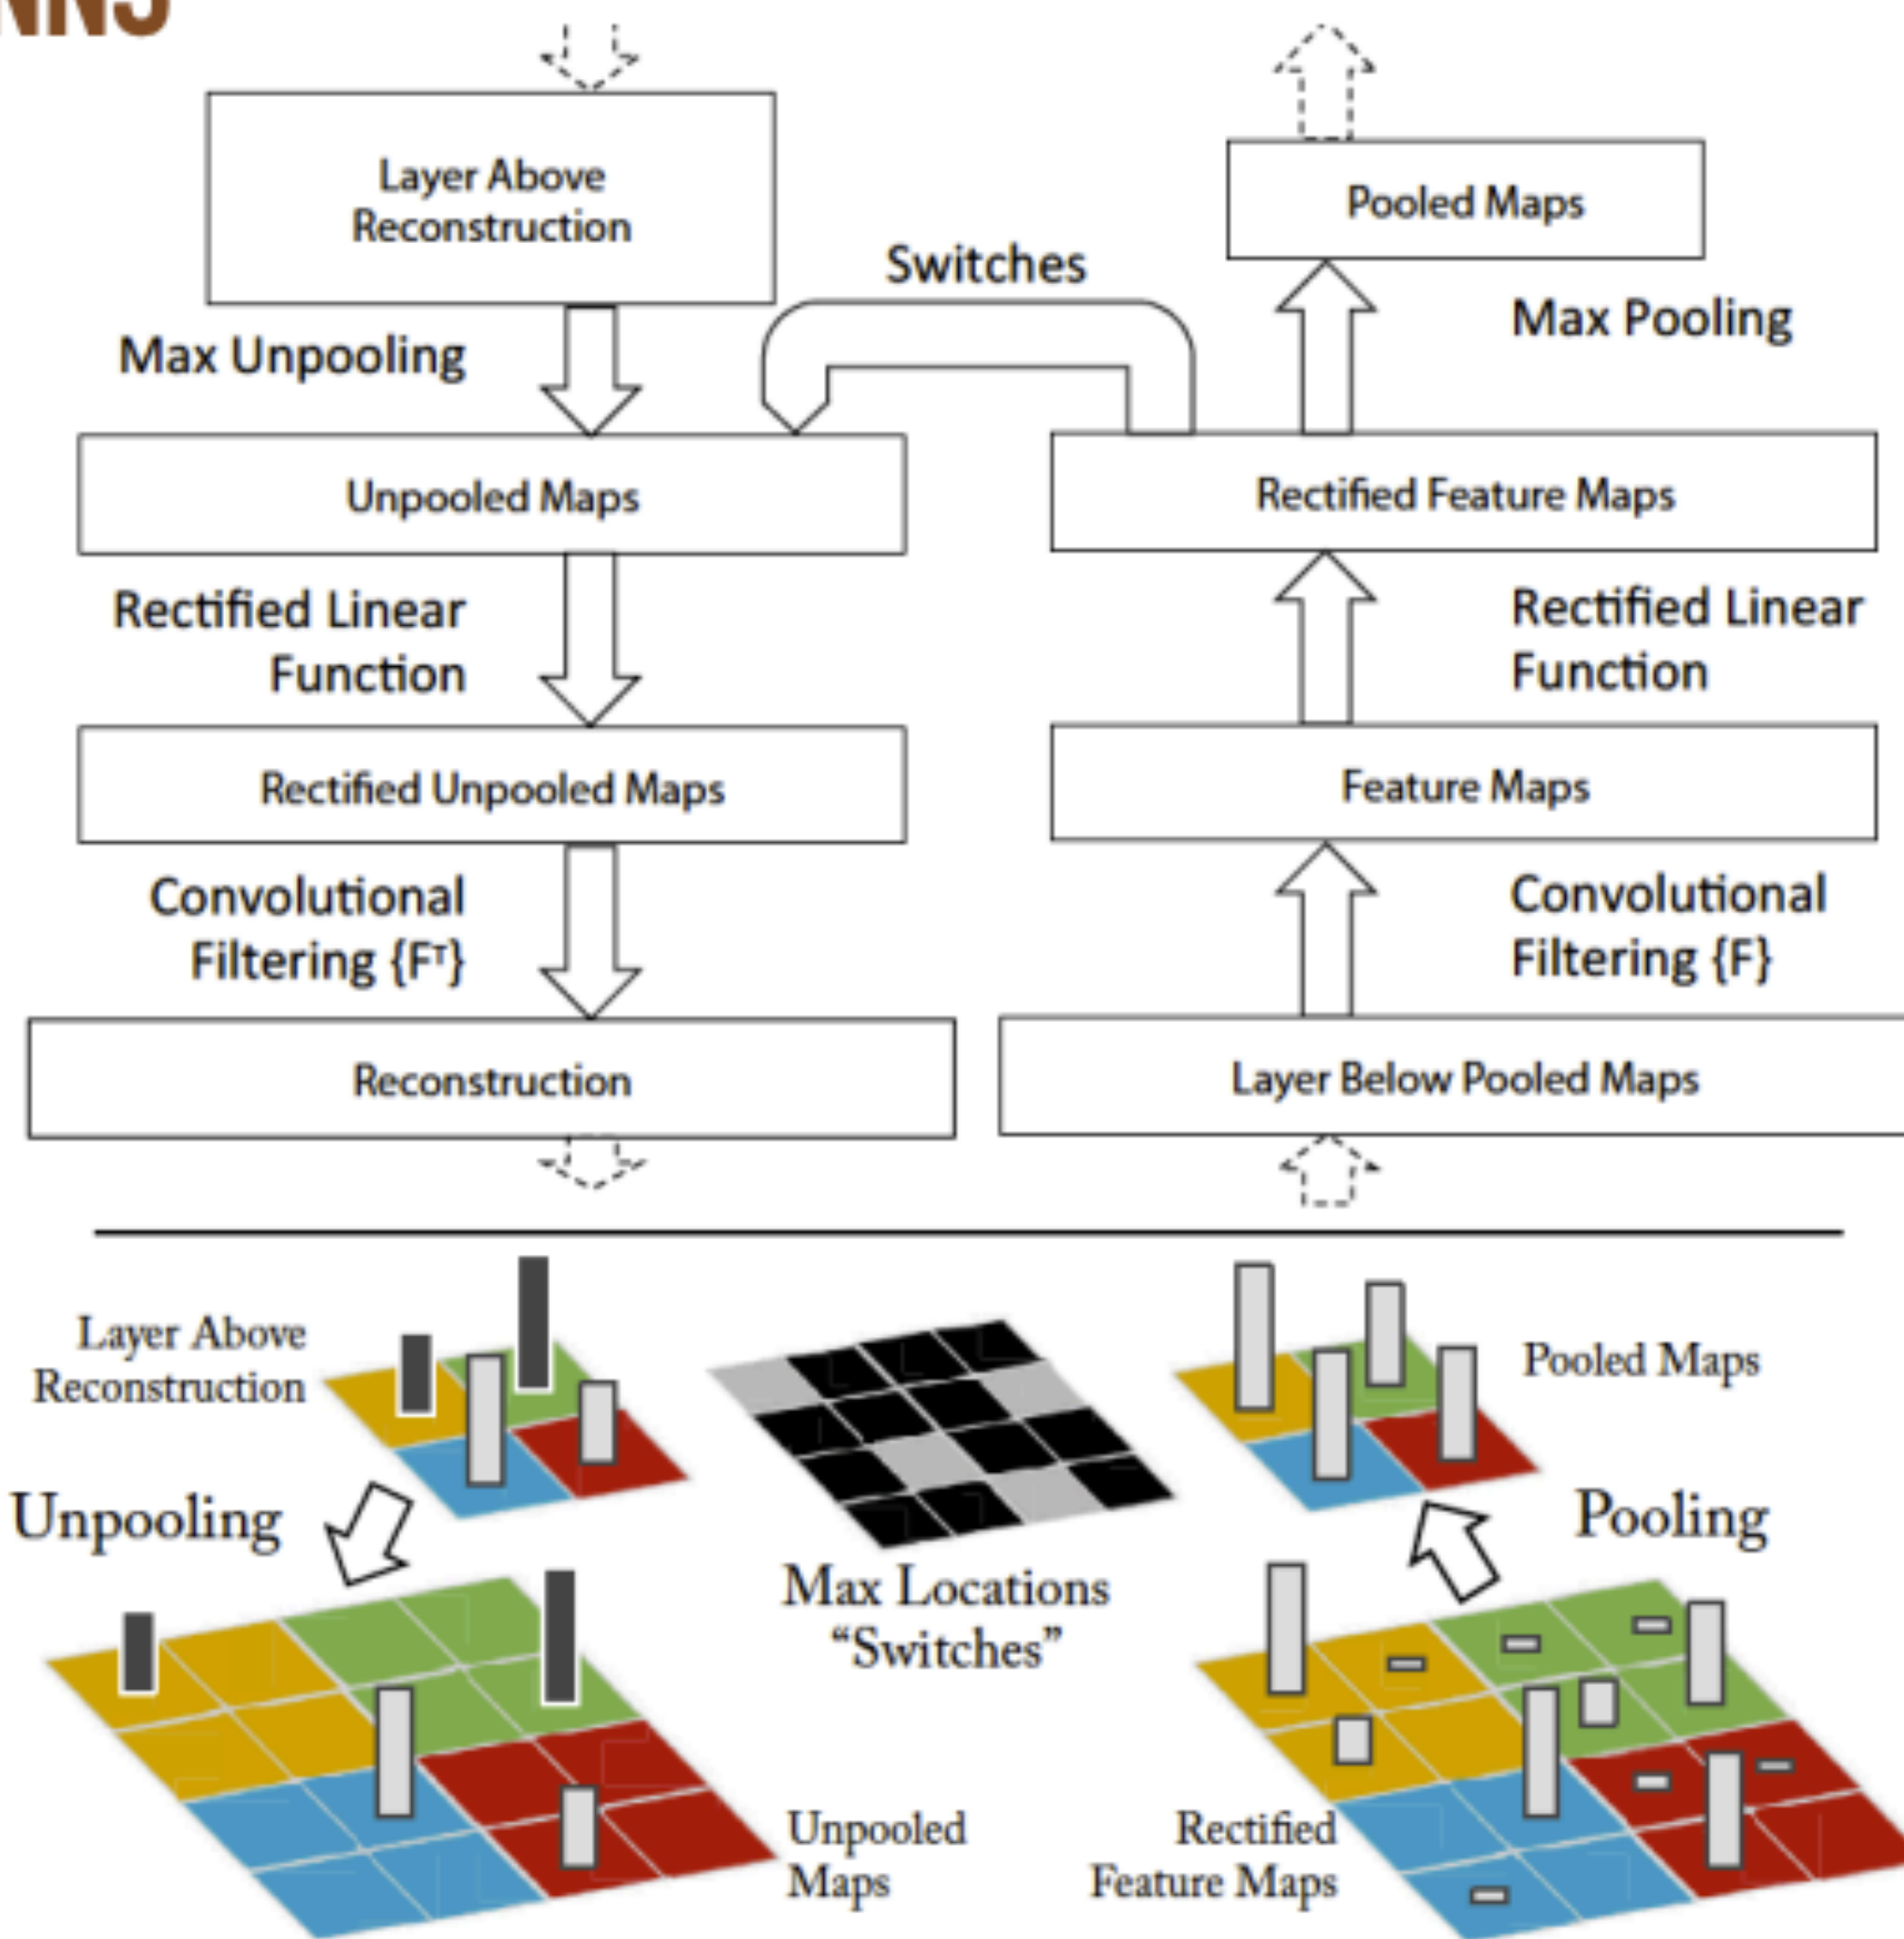 Layer Above
Reconstruction
Pooled Maps
Switches
Max Unpooling
Max Pooling
Unpooled Maps
Rectified Feature Maps
Rectified Linear
Function
Rectified Linear
Function
Rectified Unpooled Maps
Feature Maps
Convolutional
Filtering {Fᵀ}
Convolutional
Filtering {F}
Reconstruction
Layer Below Pooled Maps
Layer Above
Reconstruction
Pooled Maps
Unpooling
Pooling
Max Locations
“Switches”
Unpooled
Maps
Rectified
Feature Maps